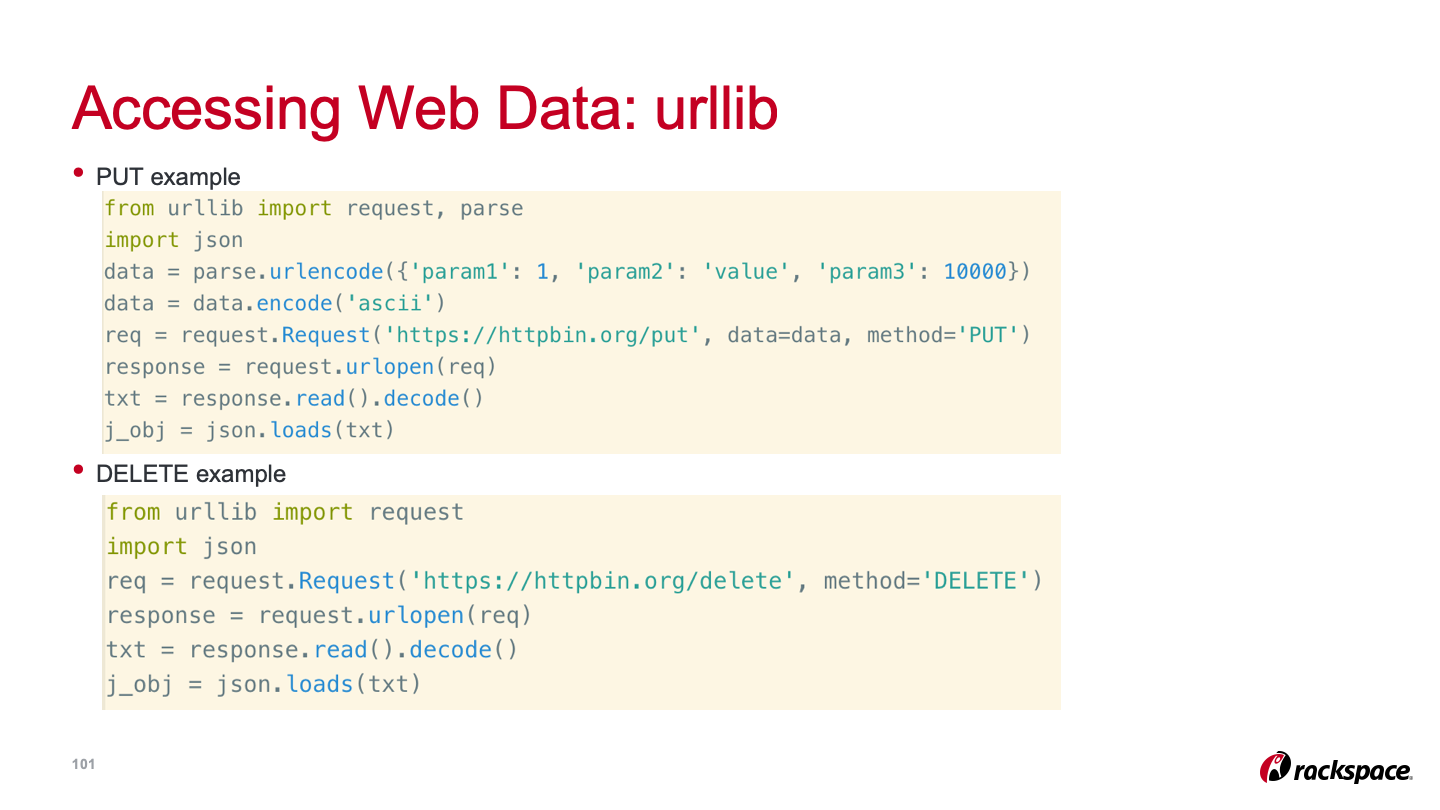 Accessing Web Data: urllib
• PUT example
from urllib import request, parse
import json
data = parse.urlencode({'param1': 1, 'param2': 'value', 'param3': 10000})
data = data.encode('ascii')
req = request.Request('https://httpbin.org/put', data=data, method='PUT')
response = request.urlopen(req)
txt = response.read().decode()
j_obj = json.loads(txt)
• DELETE example
from urllib import request
import json
req = request.Request('https://httpbin.org/delete', method='DELETE')
response = request.urlopen(req)
txt = response.read().decode()
j_obj = json.loads(txt)
101
rackspace.